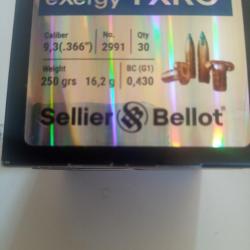 eXergy TXRG
Caliber No. Qty
9,3(.366") 2991 30
Weight BC (G1)
250 grs 16,2 g 0,430
Sellier Bellot